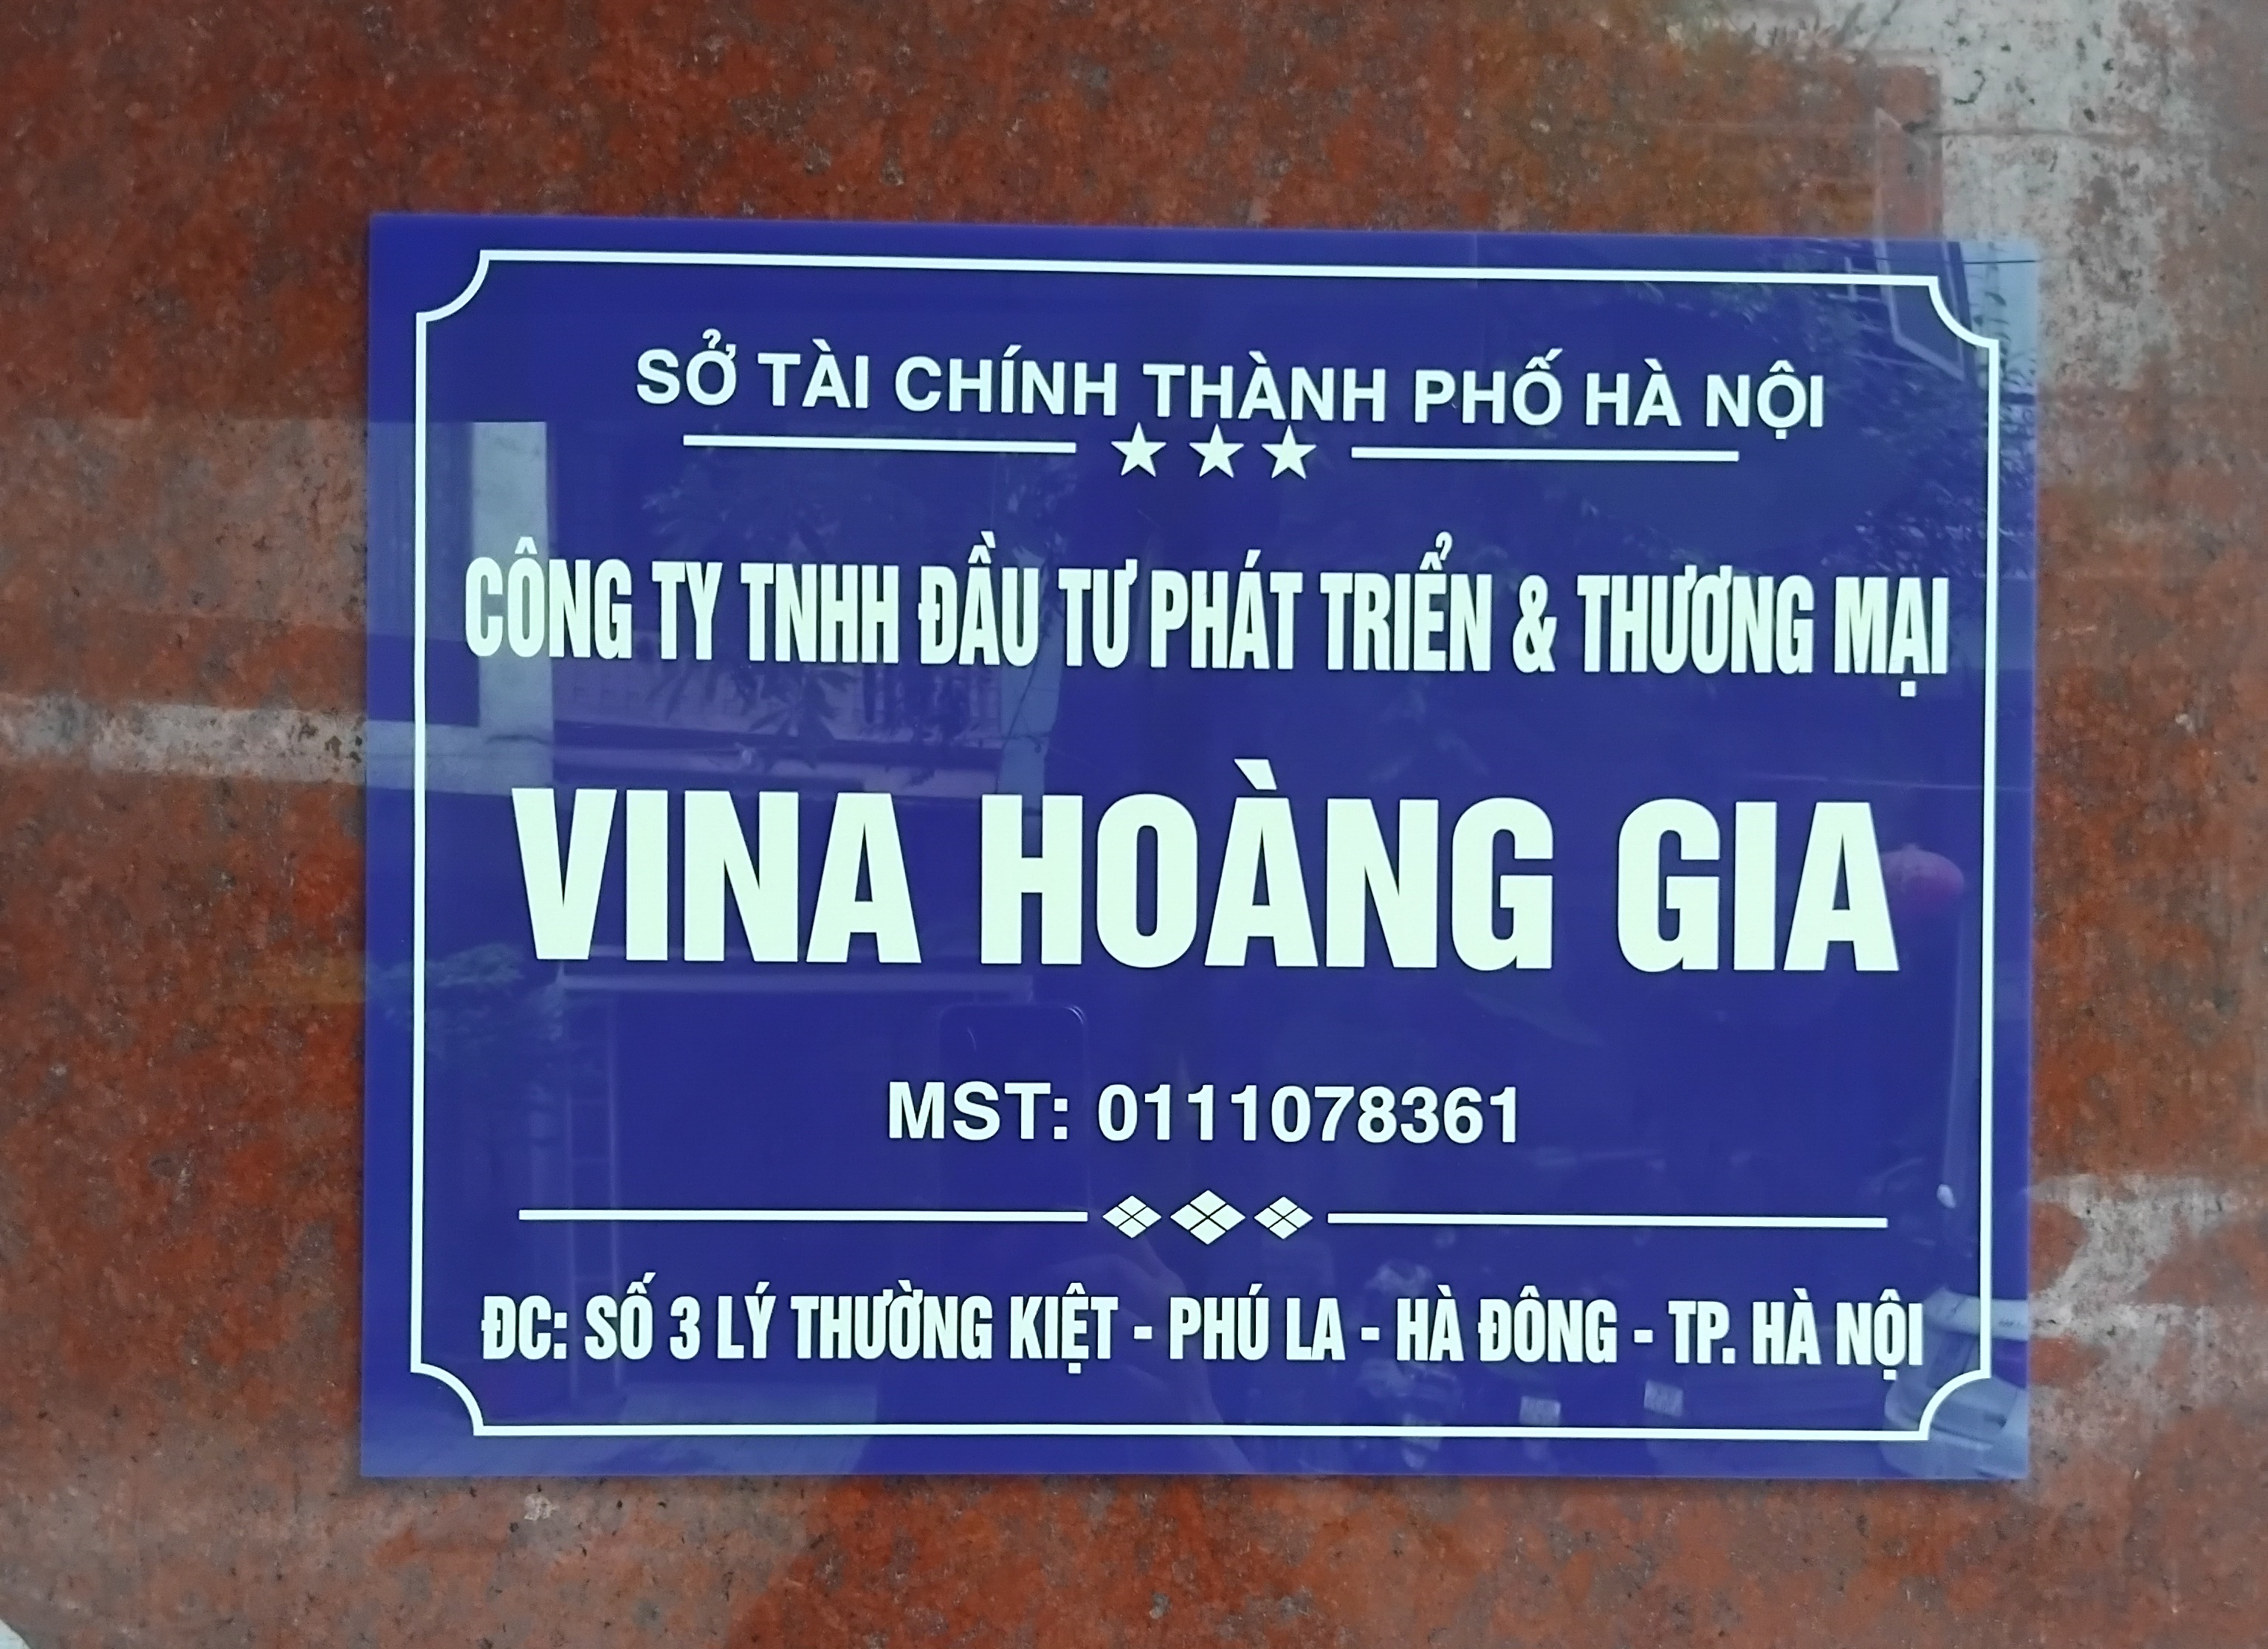 SỞ TÀI CHÍNH THÀNH PHỐ HÀ NỘI
CÔNG TY TNHH ĐẦU TƯ PHÁT TRIỂN & THƯƠNG MẠI
VINA HOÀNG GIA
MST: 0111078361
ĐC: SỐ 3 LÝ THƯỜNG KIỆT - PHÚ LA - HÀ ĐÔNG - TP. HÀ NỘI